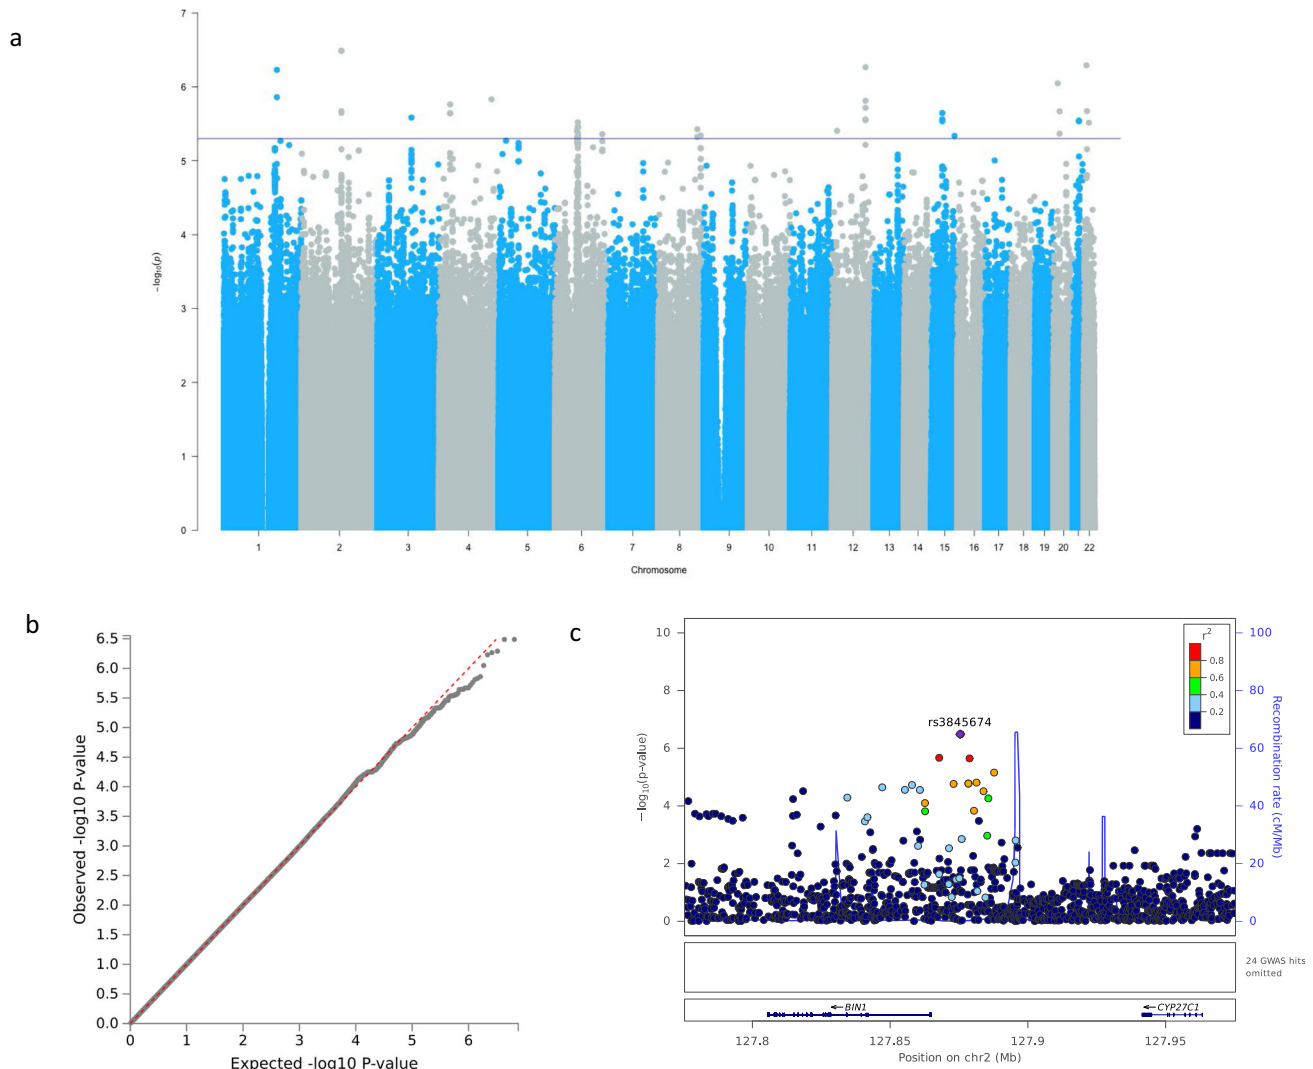 a
7
6
5
4
3
2
1
0
−log₁₀(p)
1 2 3 4 5 6 7 8 9 10 11 12 13 14 15 16 17 18 19 20 22
Chromosome
b
6.5
6.0
5.5
5.0
4.5
4.0
3.5
3.0
2.5
2.0
1.5
1.0
0.5
0.0
Observed -log10 P-value
0 1 2 3 4 5 6
Expected -log10 P-value
c
10
8
6
4
2
0
−log₁₀(p-value)
rs3845674
r²
0.8
0.6
0.4
0.2
100
80
60
40
20
0
Recombination rate (cM/Mb)
24 GWAS hits
omitted
←BIN1
←CYP27C1
127.8 127.85 127.9 127.95
Position on chr2 (Mb)